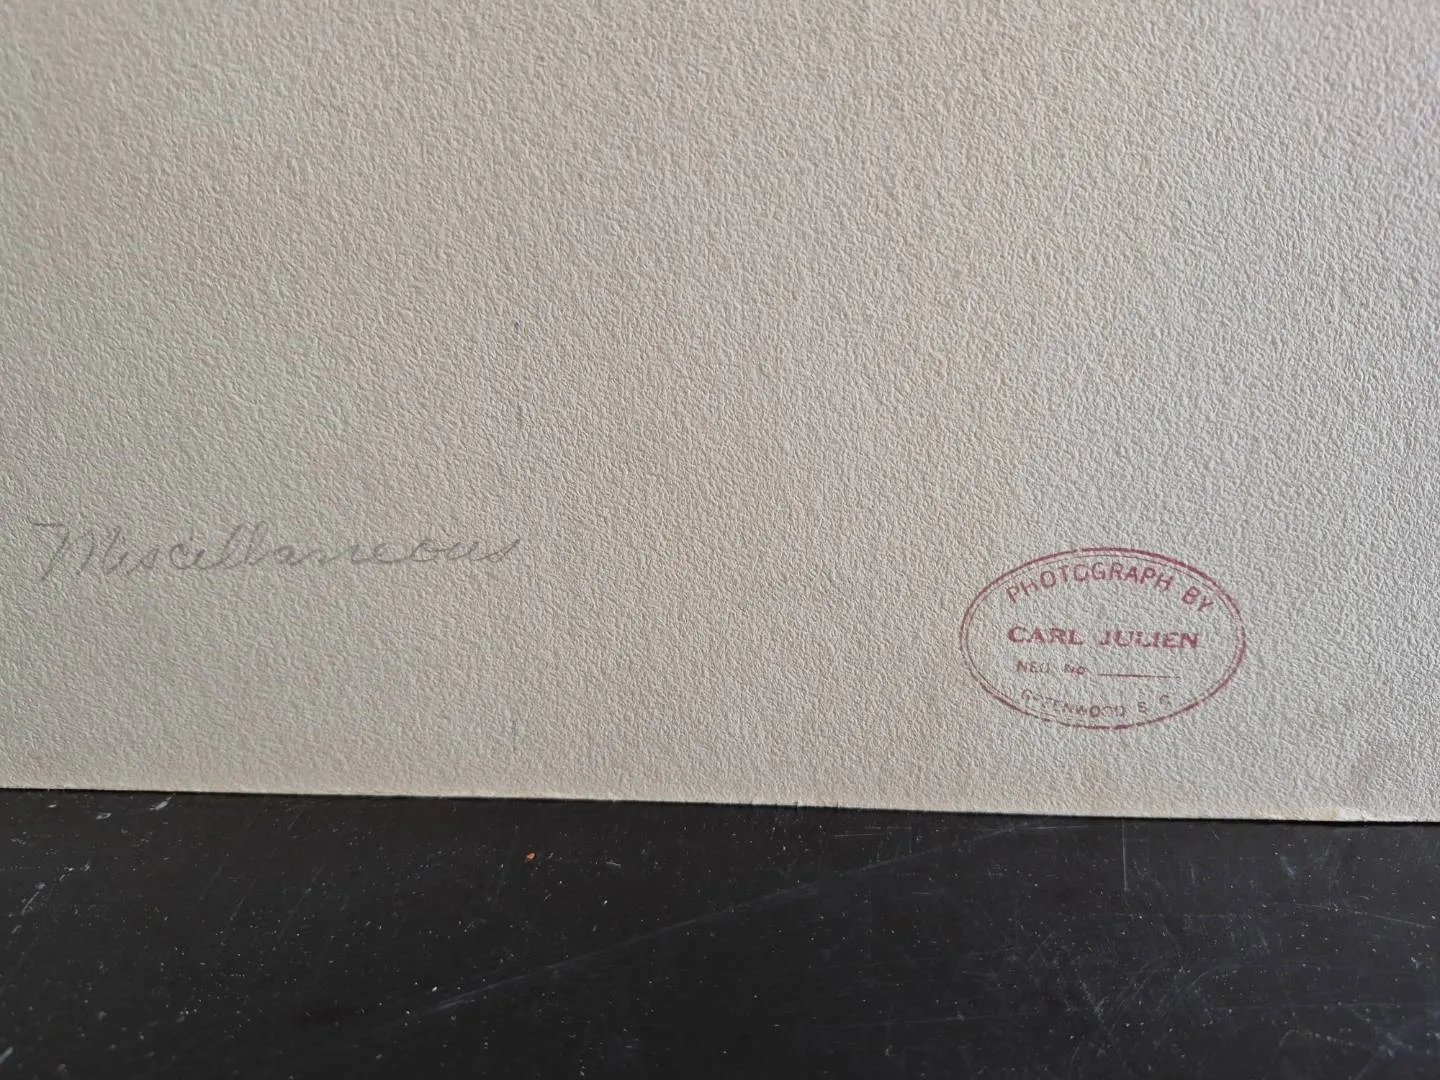 Miscellaneous
PHOTOGRAPH BY
CARL JULIEN
NEG. NO
GREENWOOD S. C.